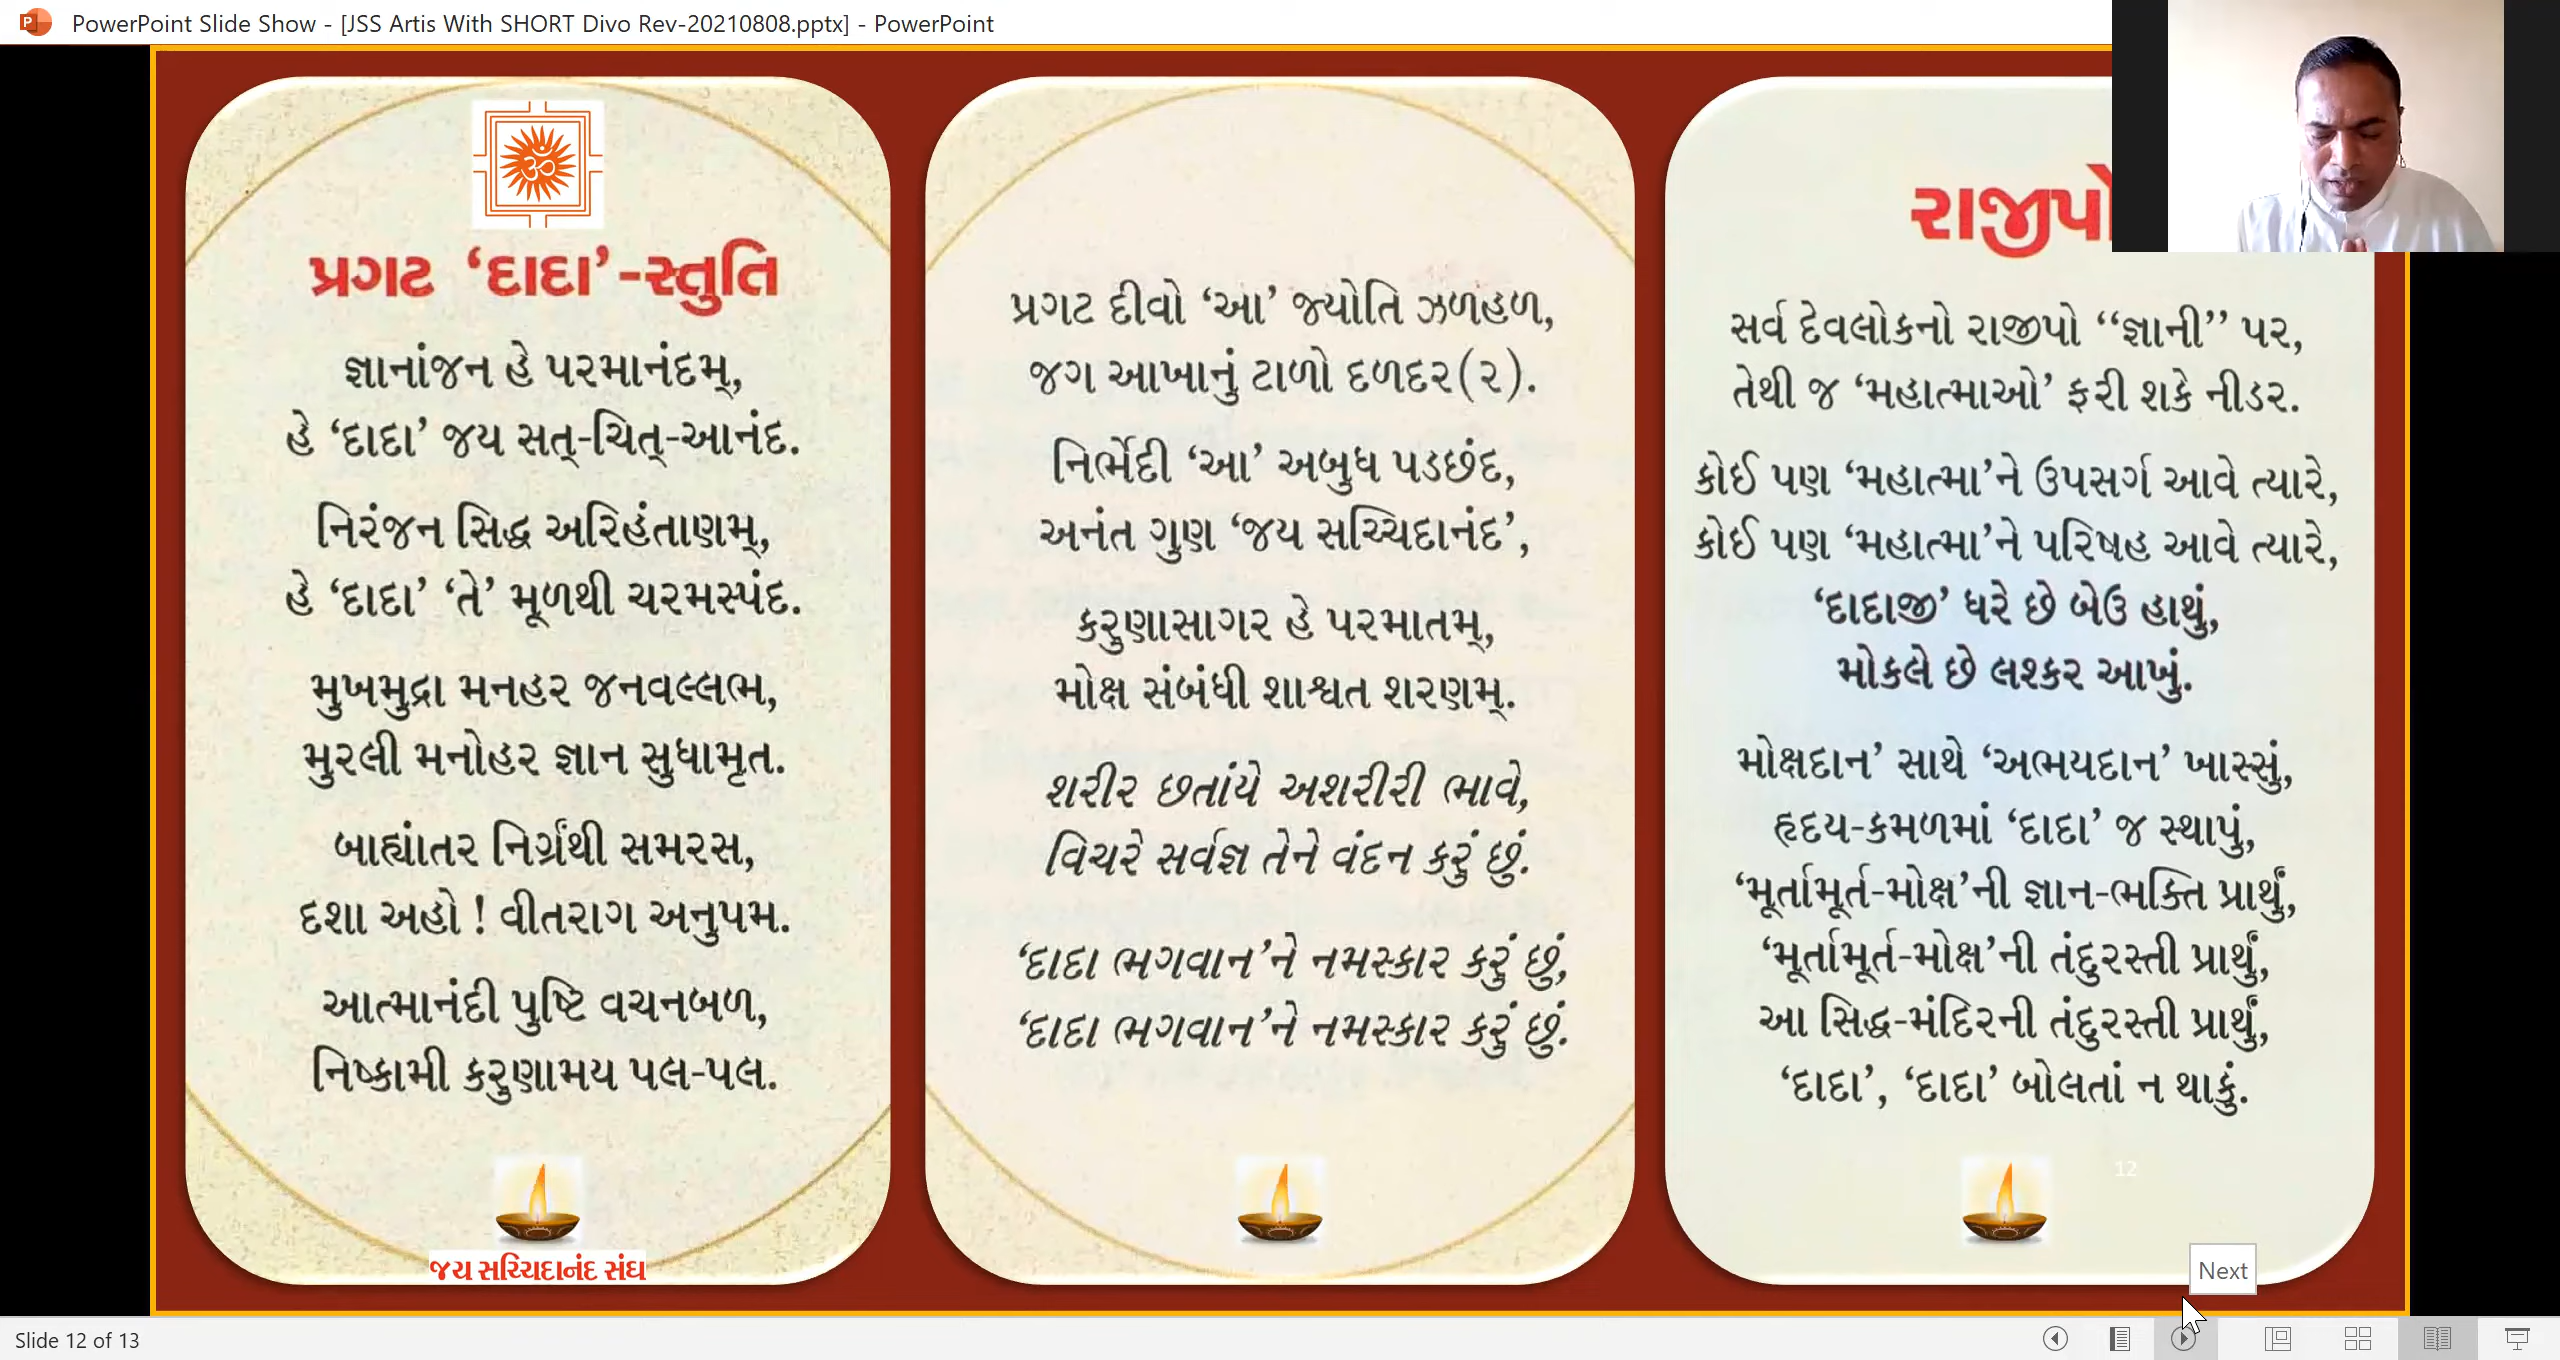 PowerPoint Slide Show - [JSS Artis With SHORT Divo Rev-20210808.pptx] - PowerPoint
પ્રગટ ‘દાદા’-સ્તુતિ
જ્ઞાનાંજન હે પરમાનંદમ્,
હે ‘દાદા’ જય સત્-ચિત્-આનંદ.
નિરંજન સિદ્ધ અરિહંતાણમ્,
હે ‘દાદા’ ‘તે’ મૂળથી ચરમસ્પંદ.
મુખમુદ્રા મનહર જનવલ્લભ,
મુરલી મનોહર જ્ઞાન સુધામૃત.
બાહ્યાંતર નિર્ગ્રંથી સમરસ,
દશા અહો ! વીતરાગ અનુપમ.
આત્માનંદી પુષ્ટિ વચનબળ,
નિષ્કામી કરુણામય પલ-પલ.
જય સચ્ચિદાનંદ સંઘ
પ્રગટ દીવો ‘આ’ જ્યોતિ ઝળહળ,
જગ આખાનું ટાળો દળદર(૨).
નિર્ભેદી ‘આ’ અબુધ પડછંદ,
અનંત ગુણ ‘જય સચ્ચિદાનંદ’,
કરુણાસાગર હે પરમાતમ્,
મોક્ષ સંબંધી શાશ્વત શરણમ્.
શરીર છતાંયે અશરીરી ભાવે,
વિચરે સર્વજ્ઞ તેને વંદન કરું છું.
‘દાદા ભગવાન’ને નમસ્કાર કરું છું,
‘દાદા ભગવાન’ને નમસ્કાર કરું છું.
સર્વ દેવલોકનો રાજીપો “જ્ઞાની” પર,
તેથી જ ‘મહાત્માઓ’ ફરી શકે નીડર.
કોઈ પણ ‘મહાત્મા’ને ઉપસર્ગ આવે ત્યારે,
કોઈ પણ ‘મહાત્મા’ને પરિષહ આવે ત્યારે,
‘દાદાજી’ ધરે છે બેઉ હાથું,
મોકલે છે લશ્કર આખું.
મોક્ષદાન’ સાથે ‘અભયદાન’ ખાસ્સું,
હૃદય-કમળમાં ‘દાદા’ જ સ્થાપું,
‘મૂર્તામૂર્ત-મોક્ષ’ની જ્ઞાન-ભક્તિ પ્રાર્થું,
‘મૂર્તામૂર્ત-મોક્ષ’ની તંદુરસ્તી પ્રાર્થું,
આ સિદ્ધ-મંદિરની તંદુરસ્તી પ્રાર્થું,
‘દાદા’, ‘દાદા’ બોલતાં ન થાકું.
12
Next
Slide 12 of 13